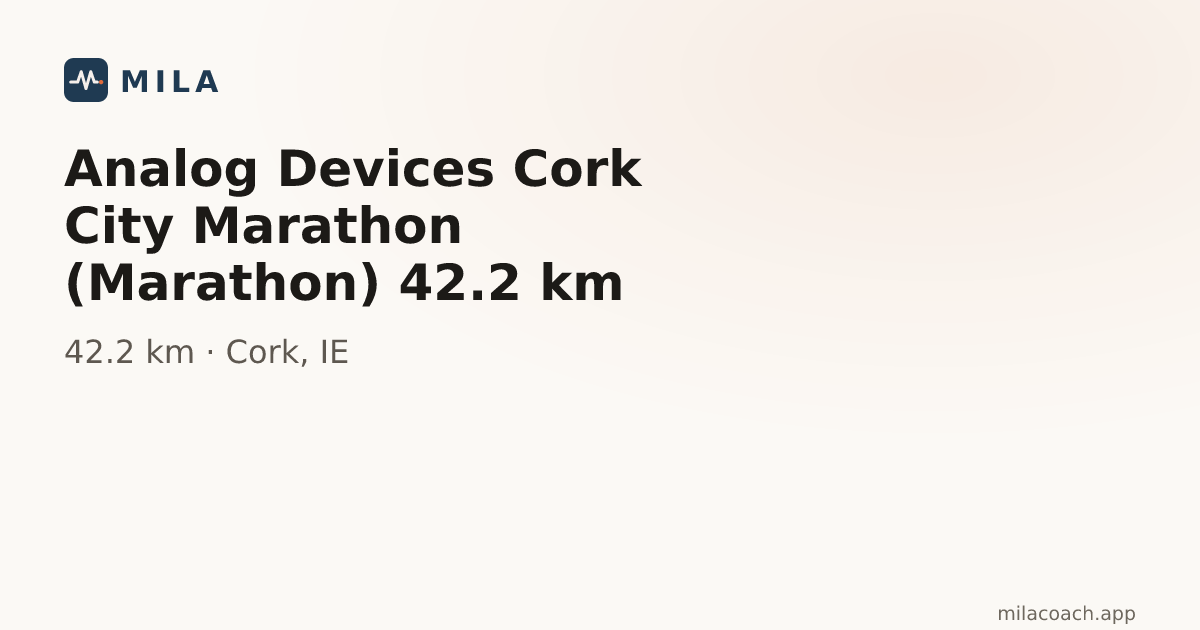 MILA
Analog Devices Cork
City Marathon
(Marathon) 42.2 km
42.2 km · Cork, IE
milacoach.app